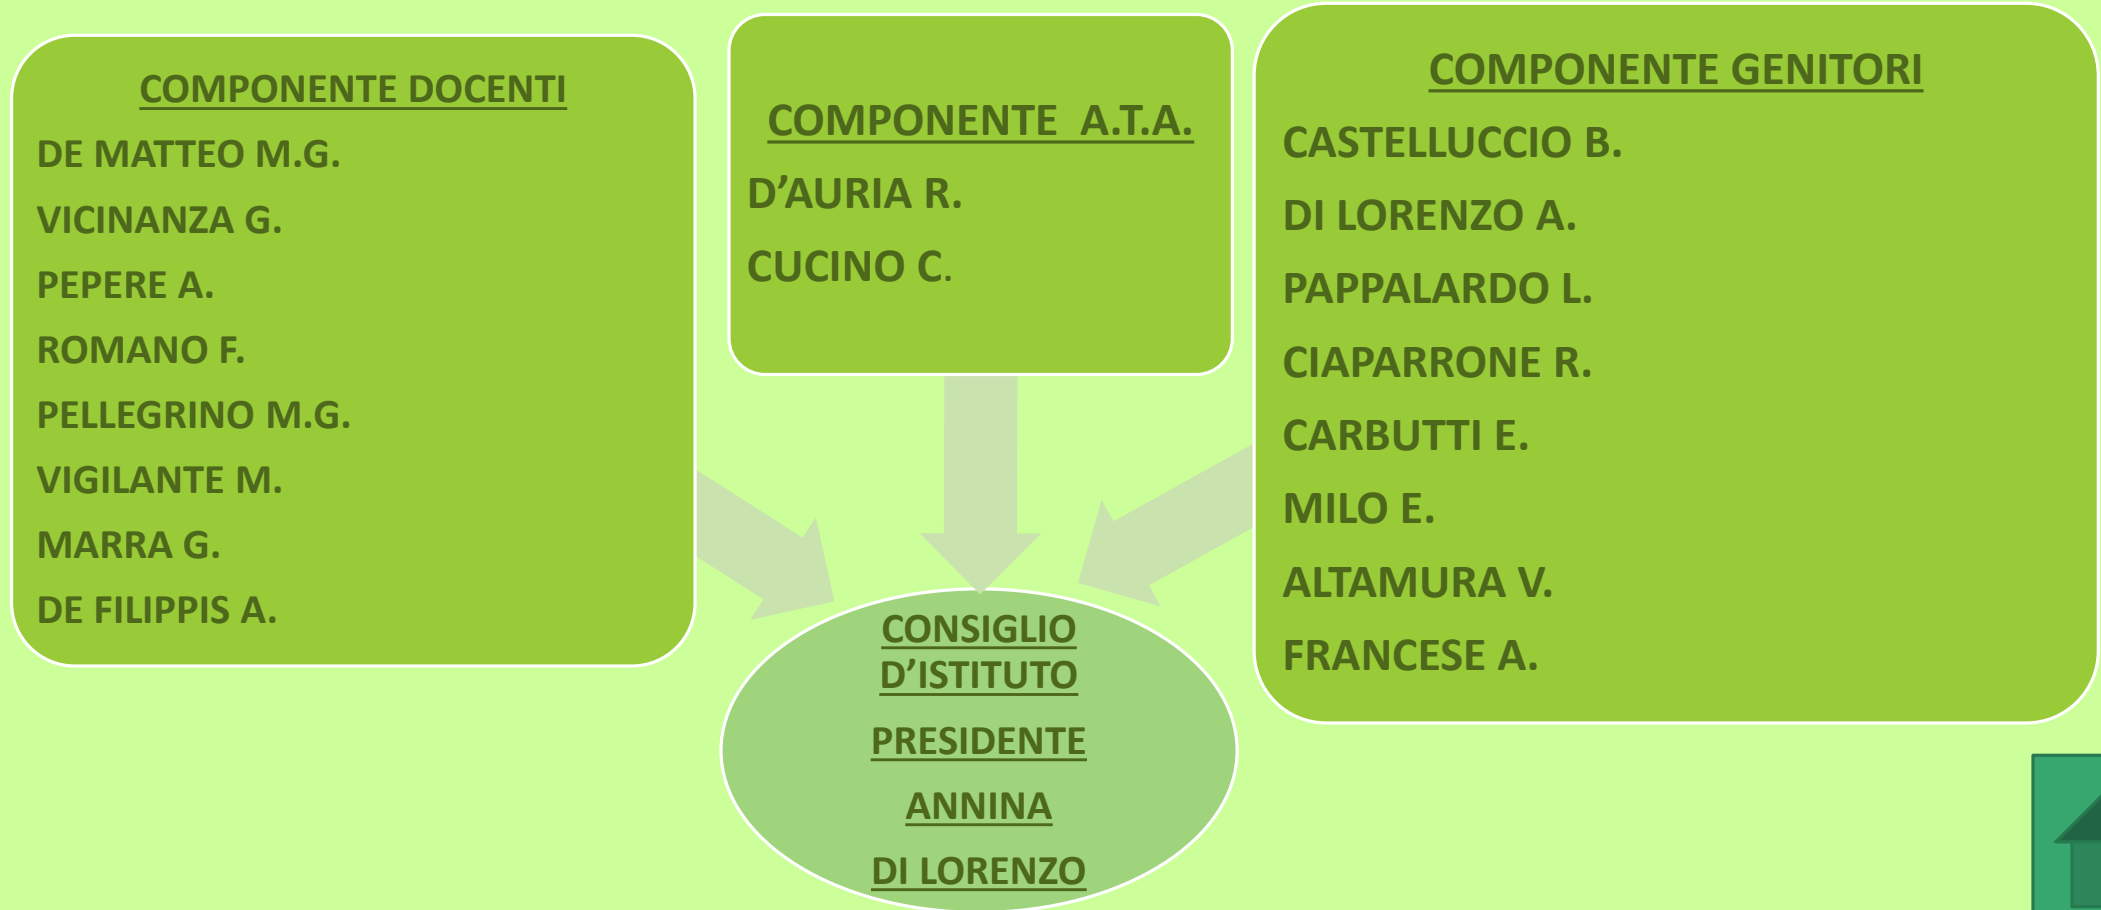 COMPONENTE DOCENTI
DE MATTEO M.G.
VICINANZA G.
PEPERE A.
ROMANO F.
PELLEGRINO M.G.
VIGILANTE M.
MARRA G.
DE FILIPPIS A.
COMPONENTE A.T.A.
D’AURIA R.
CUCINO C.
COMPONENTE GENITORI
CASTELLUCCIO B.
DI LORENZO A.
PAPPALARDO L.
CIAPARRONE R.
CARBUTTI E.
MILO E.
ALTAMURA V.
FRANCESE A.
CONSIGLIO
D’ISTITUTO
PRESIDENTE
ANNINA
DI LORENZO